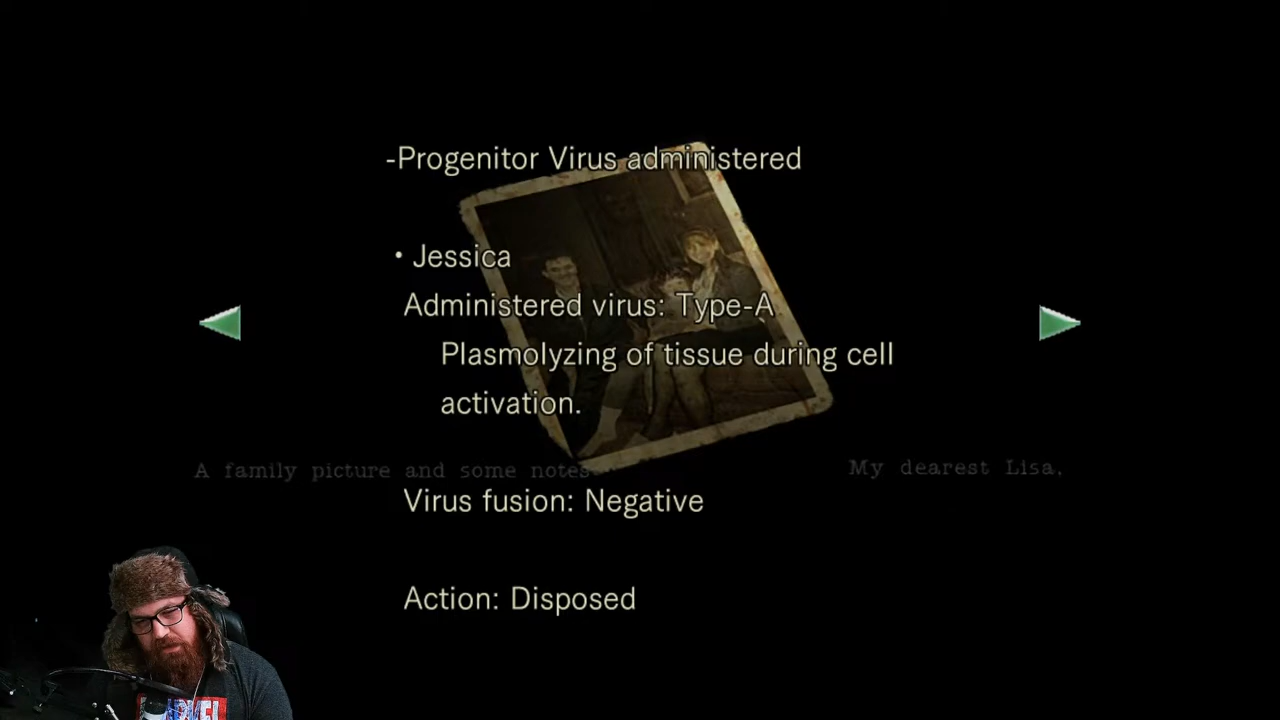 -Progenitor Virus administered
• Jessica
Administered virus: Type-A
Plasmolyzing of tissue during cell
activation.
A family picture and some notes
My dearest Lisa,
Virus fusion: Negative
Action: Disposed
MARVEL